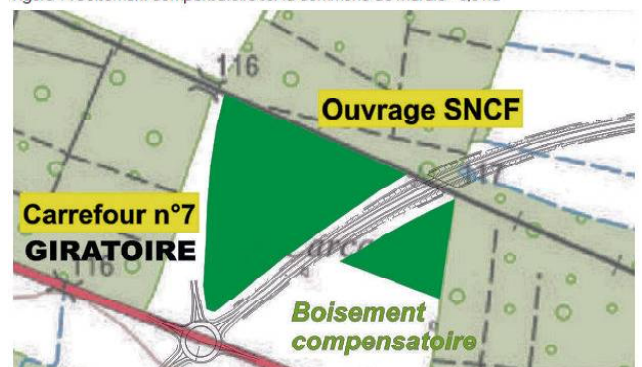 116
Ouvrage SNCF
117
Carrefour n°7
GIRATOIRE
116
Boisement
compensatoire